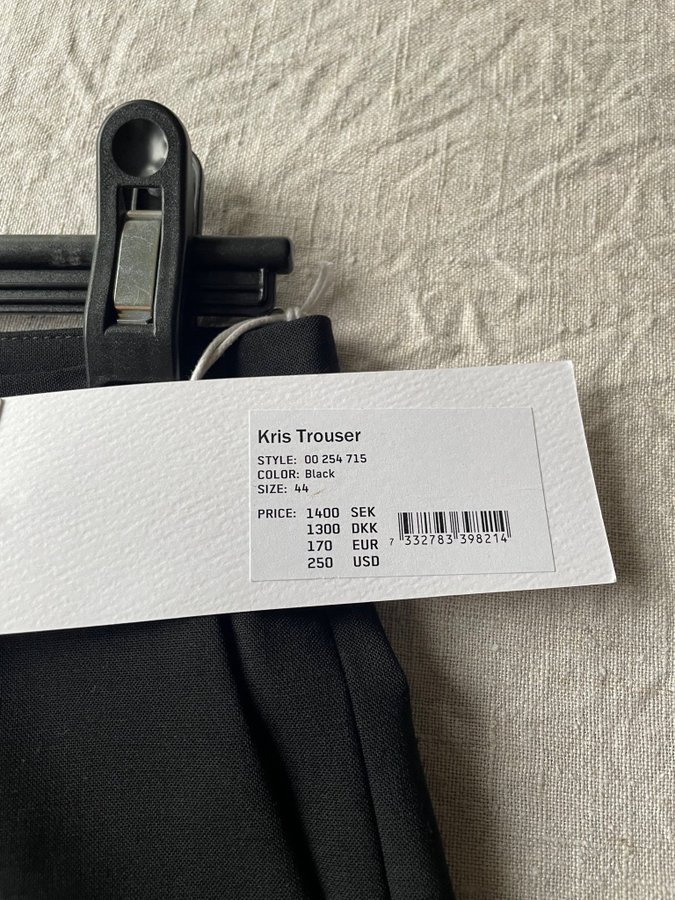 Kris Trouser
STYLE: 00 254 715
COLOR: Black
SIZE: 44
PRICE: 1400 SEK
1300 DKK
170 EUR
250 USD
7 332783 398214